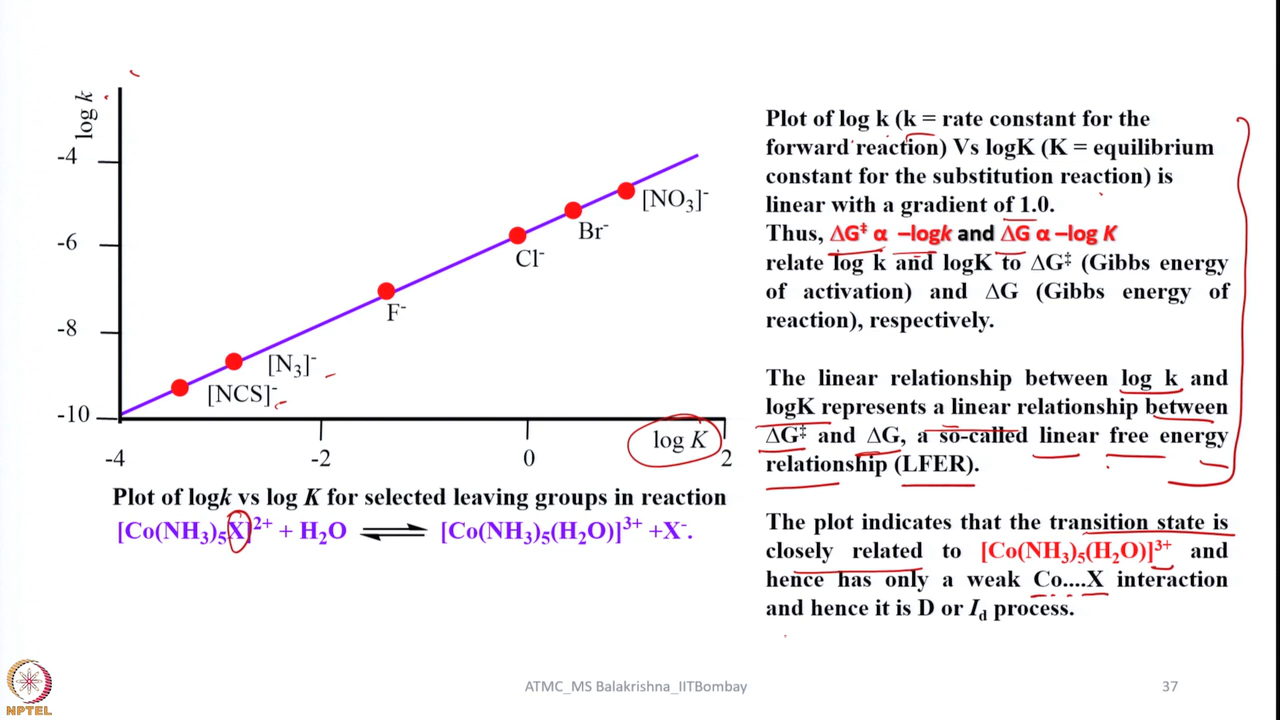 log k
-4
-6
-8
-10
-4
-2
0
2
log K
[NCS]-
[N3]-
F-
Cl-
Br-
[NO3]-
Plot of logk vs log K for selected leaving groups in reaction
[Co(NH3)5X]2+ + H2O ⇌ [Co(NH3)5(H2O)]3+ +X-.
Plot of log k (k = rate constant for the
forward reaction) Vs logK (K = equilibrium
constant for the substitution reaction) is
linear with a gradient of 1.0.
Thus, ΔG‡ α –logk and ΔG α –log K
relate log k and logK to ΔG‡ (Gibbs energy
of activation) and ΔG (Gibbs energy of
reaction), respectively.
The linear relationship between log k and
logK represents a linear relationship between
ΔG‡ and ΔG, a so-called linear free energy
relationship (LFER).
The plot indicates that the transition state is
closely related to [Co(NH3)5(H2O)]3+ and
hence has only a weak Co....X interaction
and hence it is D or Id process.
NPTEL
ATMC_MS Balakrishna_IITBombay
37